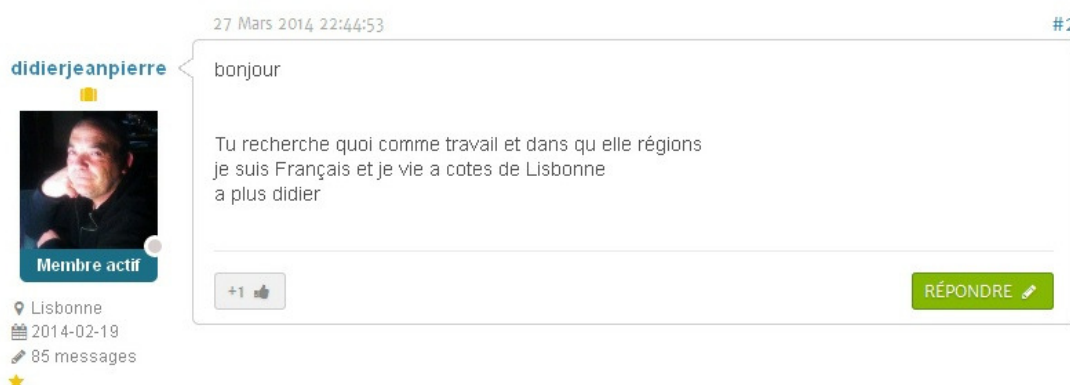 27 Mars 2014 22:44:53
#2
didierjeanpierre
bonjour
Tu recherche quoi comme travail et dans qu elle régions
je suis Français et je vie a cotes de Lisbonne
a plus didier
Membre actif
+1
RÉPONDRE
Lisbonne
2014-02-19
85 messages